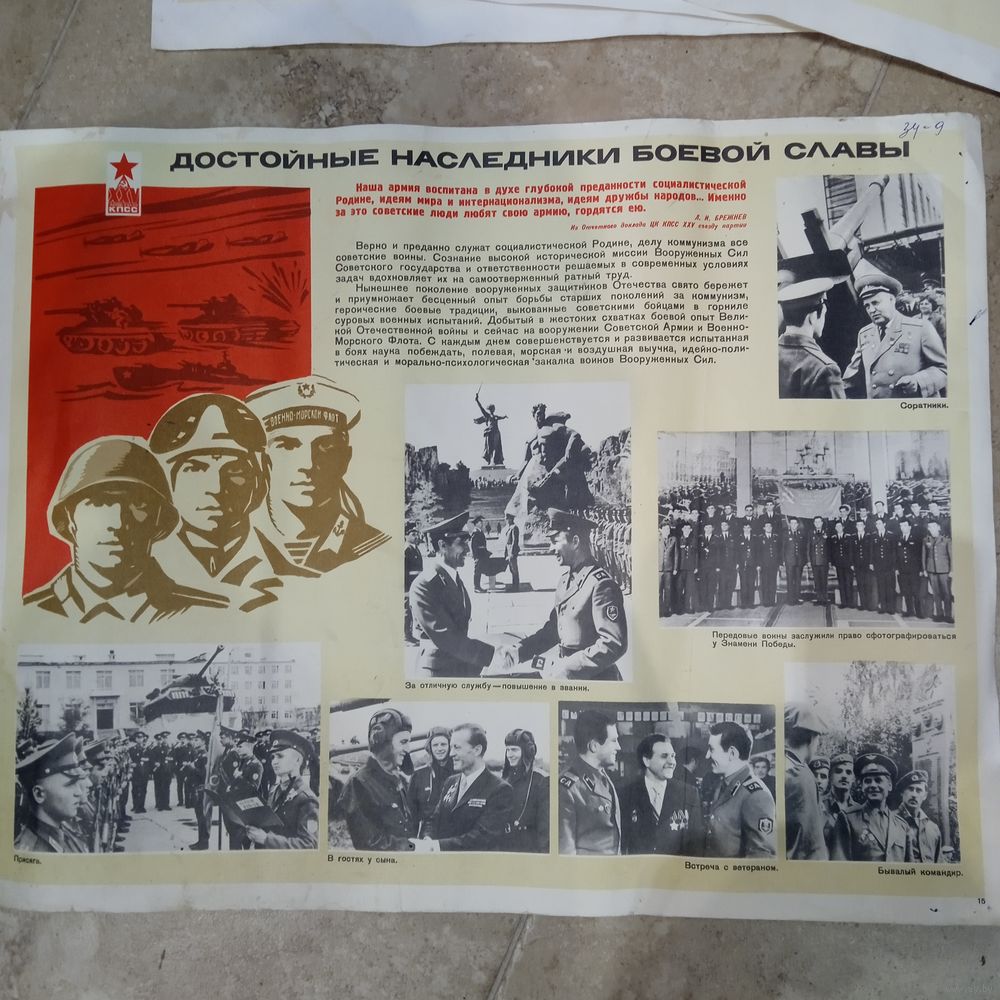 зч-9
ДОСТОЙНЫЕ НАСЛЕДНИКИ БОЕВОЙ СЛАВЫ
XXV
КПСС
Наша армия воспитана в духе глубокой преданности социалистической
Родине, идеям мира и интернационализма, идеям дружбы народов... Именно
за это советские люди любят свою армию, гордятся ею.
Л. И. БРЕЖНЕВ
Из Отчетного доклада ЦК КПСС XXV съезду партии
Верно и преданно служат социалистической Родине, делу коммунизма все
советские воины. Сознание высокой исторической миссии Вооруженных Сил
Советского государства и ответственности решаемых в современных условиях
задач вдохновляет их на самоотверженный ратный труд.
Нынешнее поколение вооруженных защитников Отечества свято бережет
и приумножает бесценный опыт борьбы старших поколений за коммунизм,
героические боевые традиции, выкованные советскими бойцами в горниле
суровых военных испытаний. Добытый в жестоких схватках боевой опыт Вели-
кой Отечественной войны и сейчас на вооружении Советской Армии и Военно-
Морского Флота. С каждым днем совершенствуется и развивается испытанная
в боях наука побеждать, полевая, морская и воздушная выучка, идейно-поли-
тическая и морально-психологическая закалка воинов Вооруженных Сил.
ВОЕННО-МОРСКОЙ ФЛОТ
Соратники.
Передовые воины заслужили право сфотографироваться
у Знамени Победы.
За отличную службу — повышение в звании.
СА
СА
Присяга.
В гостях у сына.
Встреча с ветераном.
Бывалый командир.
15